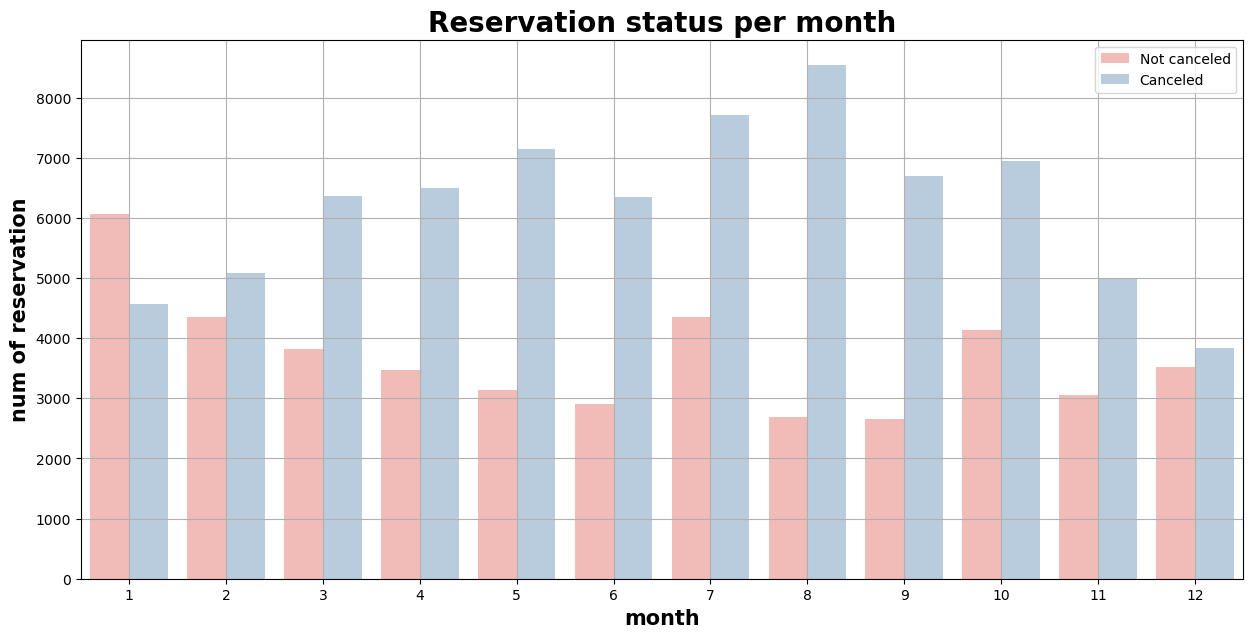 Reservation status per month
Not canceled
Canceled
num of reservation
8000
7000
6000
5000
4000
3000
2000
1000
0
1 2 3 4 5 6 7 8 9 10 11 12
month